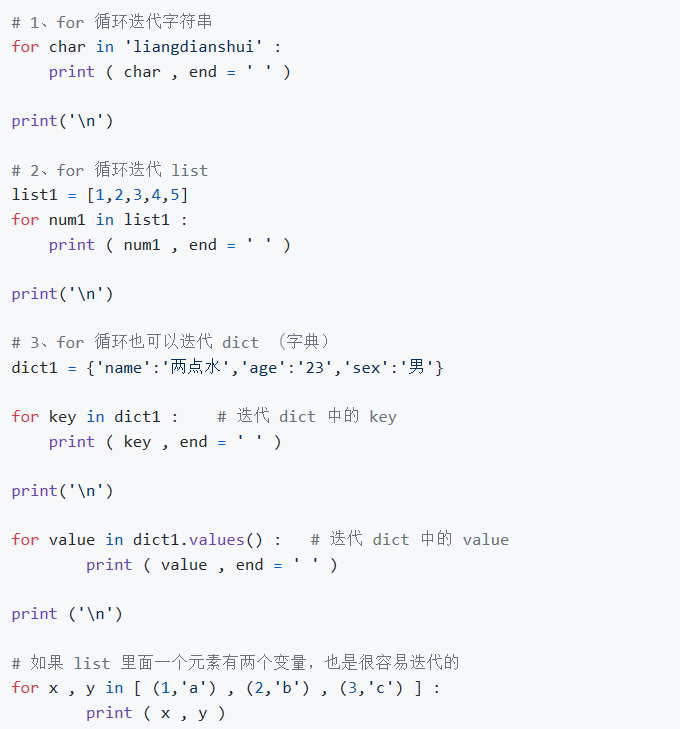 # 1、for 循环迭代字符串
for char in 'liangdianshui' :
    print ( char , end = ' ' )
print('\n')
# 2、for 循环迭代 list
list1 = [1,2,3,4,5]
for num1 in list1 :
    print ( num1 , end = ' ' )
print('\n')
# 3、for 循环也可以迭代 dict （字典）
dict1 = {'name':'两点水','age':'23','sex':'男'}
for key in dict1 :    # 迭代 dict 中的 key
    print ( key , end = ' ' )
print('\n')
for value in dict1.values() :   # 迭代 dict 中的 value
        print ( value , end = ' ' )
print ('\n')
# 如果 list 里面一个元素有两个变量，也是很容易迭代的
for x , y in [ (1,'a') , (2,'b') , (3,'c') ] :
        print ( x , y )